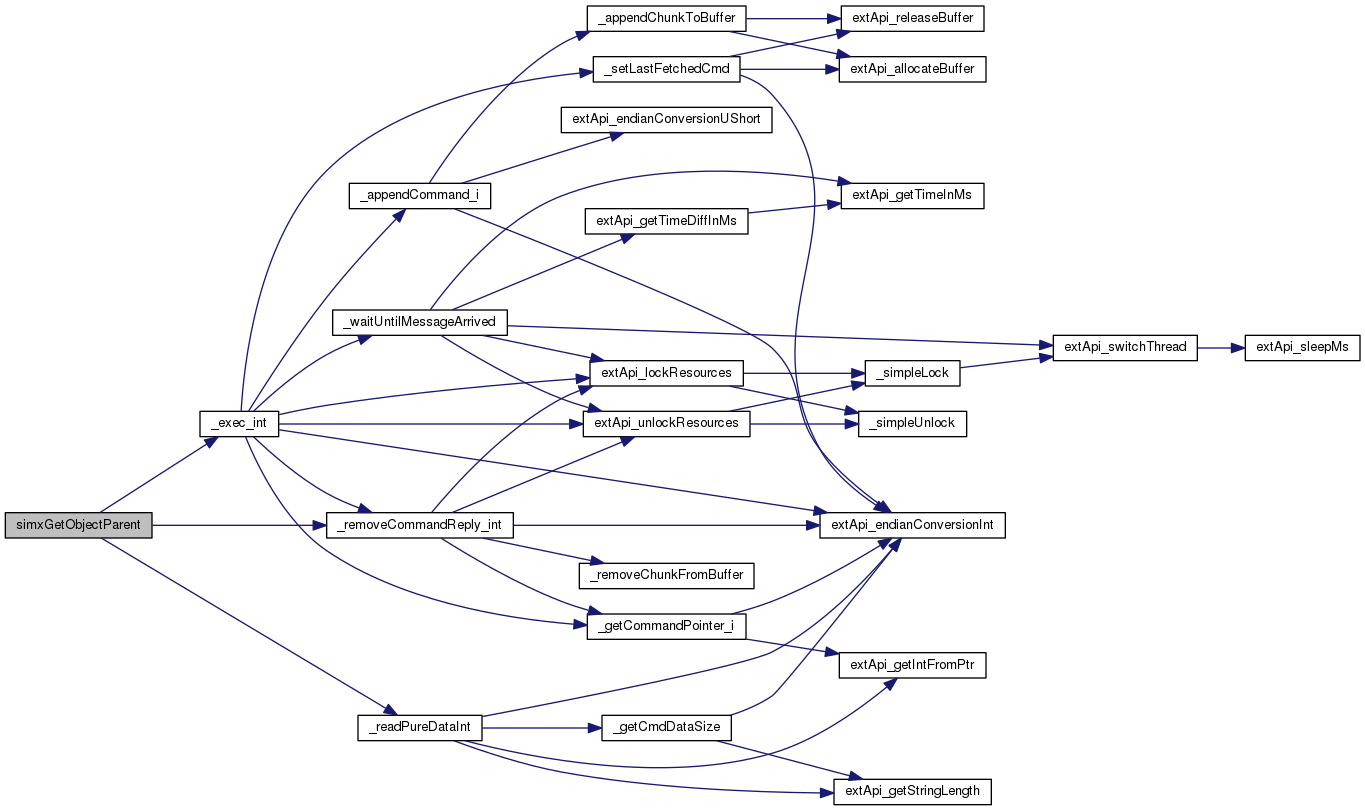 _appendChunkToBuffer
extApi_releaseBuffer
_setLastFetchedCmd
extApi_allocateBuffer
extApi_endianConversionUShort
_appendCommand_i
extApi_getTimeInMs
extApi_getTimeDiffInMs
_waitUntilMessageArrived
extApi_switchThread
extApi_sleepMs
extApi_lockResources
_simpleLock
_exec_int
extApi_unlockResources
_simpleUnlock
simxGetObjectParent
_removeCommandReply_int
extApi_endianConversionInt
_removeChunkFromBuffer
_getCommandPointer_i
extApi_getIntFromPtr
_readPureDataInt
_getCmdDataSize
extApi_getStringLength